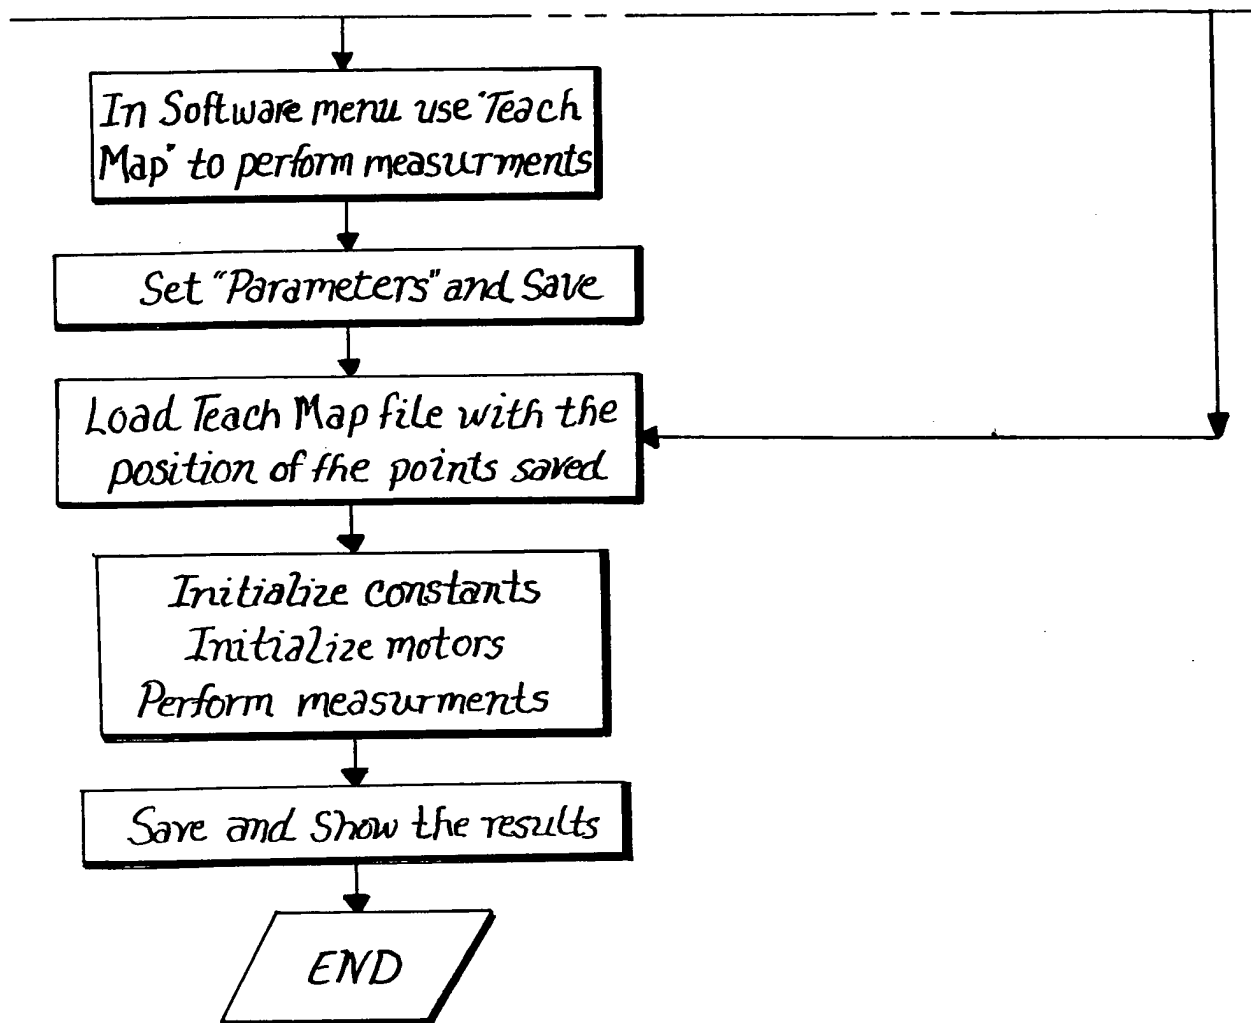 In Software menu use "Teach
Map" to perform measurments
Set "Parameters" and Save
Load Teach Map file with the
position of the points saved
Initialize constants
Initialize motors
Perform measurments
Save and Show the results
END